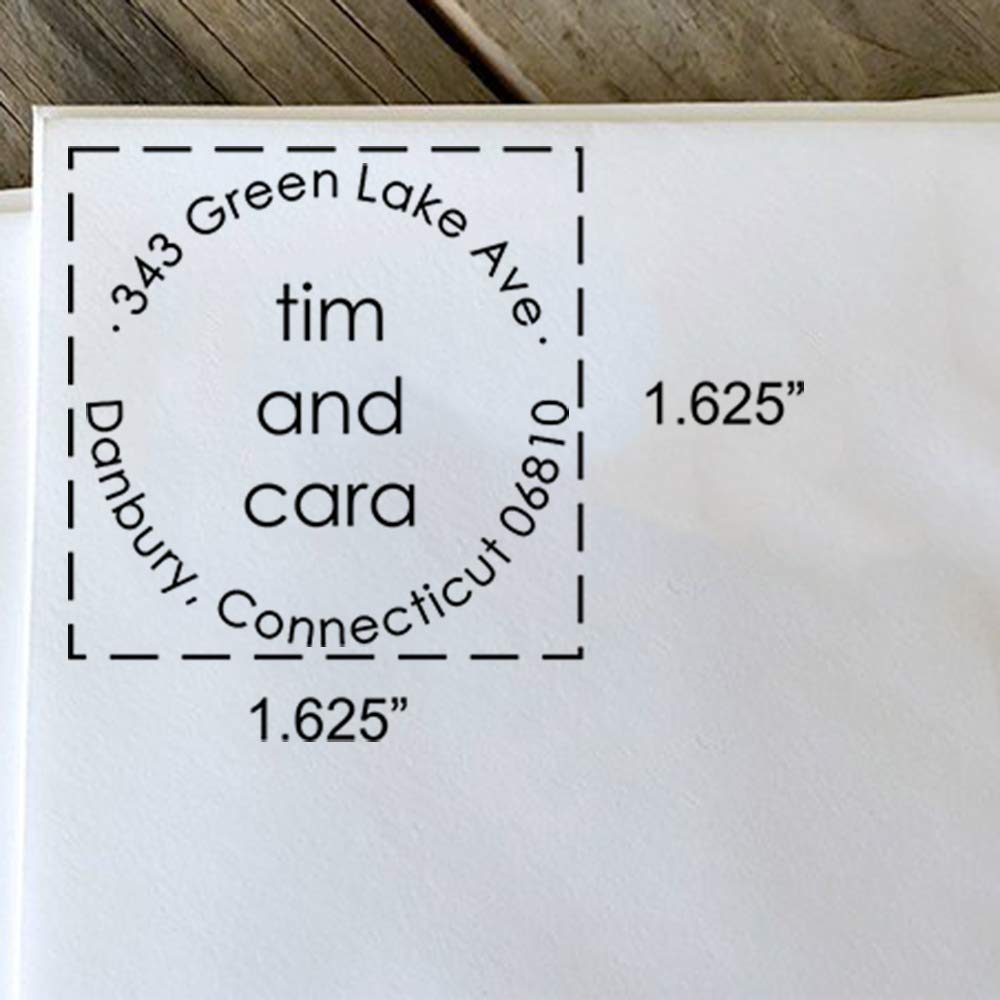 · 343 Green Lake Ave ·
tim
and
cara
Danbury, Connecticut 06810
1.625”
1.625”